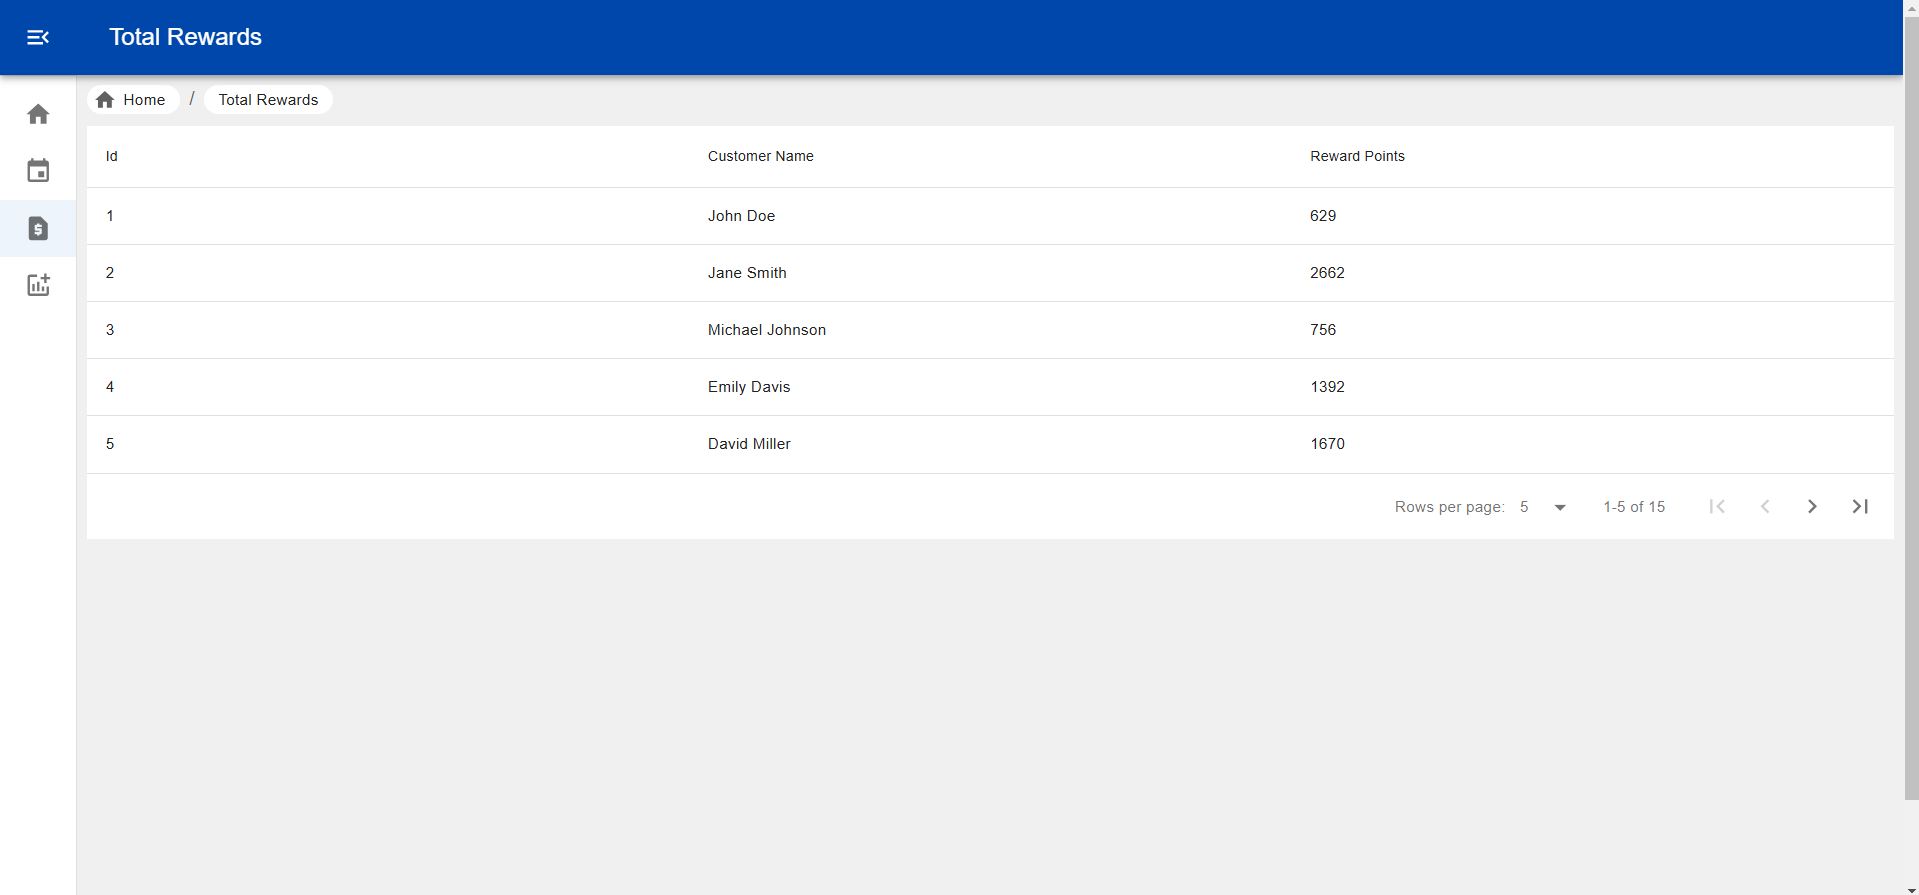 Total Rewards
Home / Total Rewards
Id Customer Name Reward Points
1 John Doe 629
2 Jane Smith 2662
3 Michael Johnson 756
4 Emily Davis 1392
5 David Miller 1670
Rows per page: 5 1-5 of 15